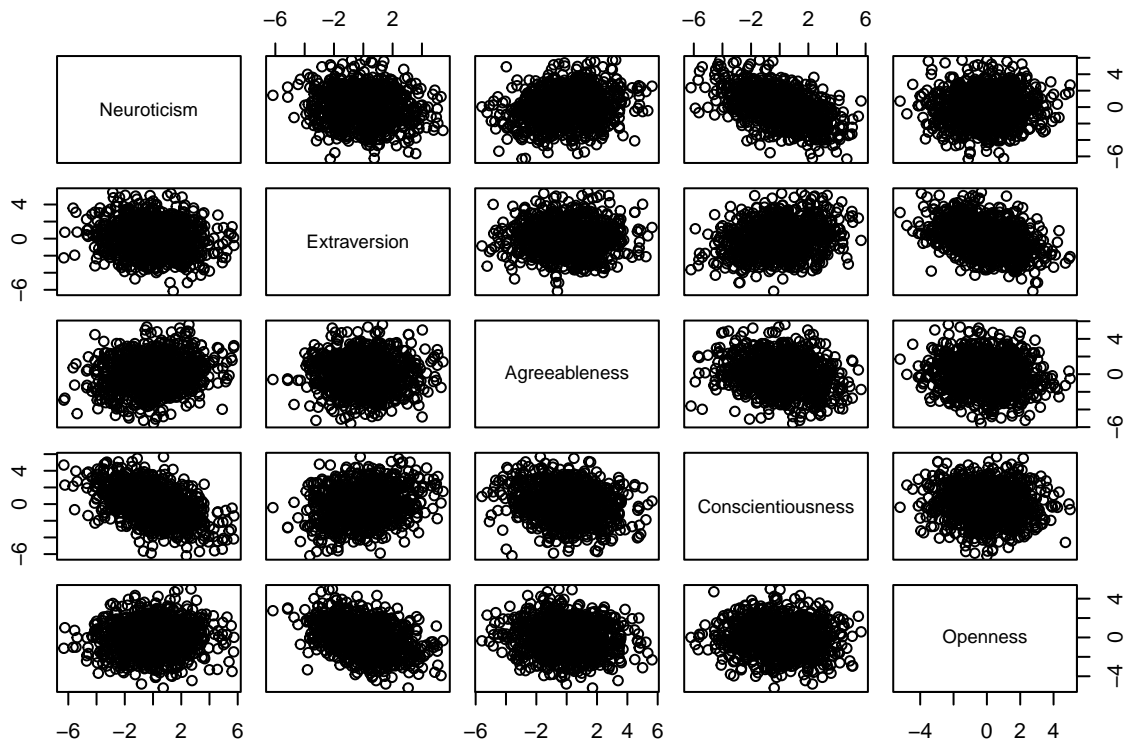 −6 −2 2 −6 −2 2 6
Neuroticism
−6 0 4
−6 0 4
Extraversion
Agreeableness
−6 0 4
−6 0 4
Conscientiousness
Openness
−4 0 4
−6 −2 2 −6 −2 2 4 6 −4 0 2 4